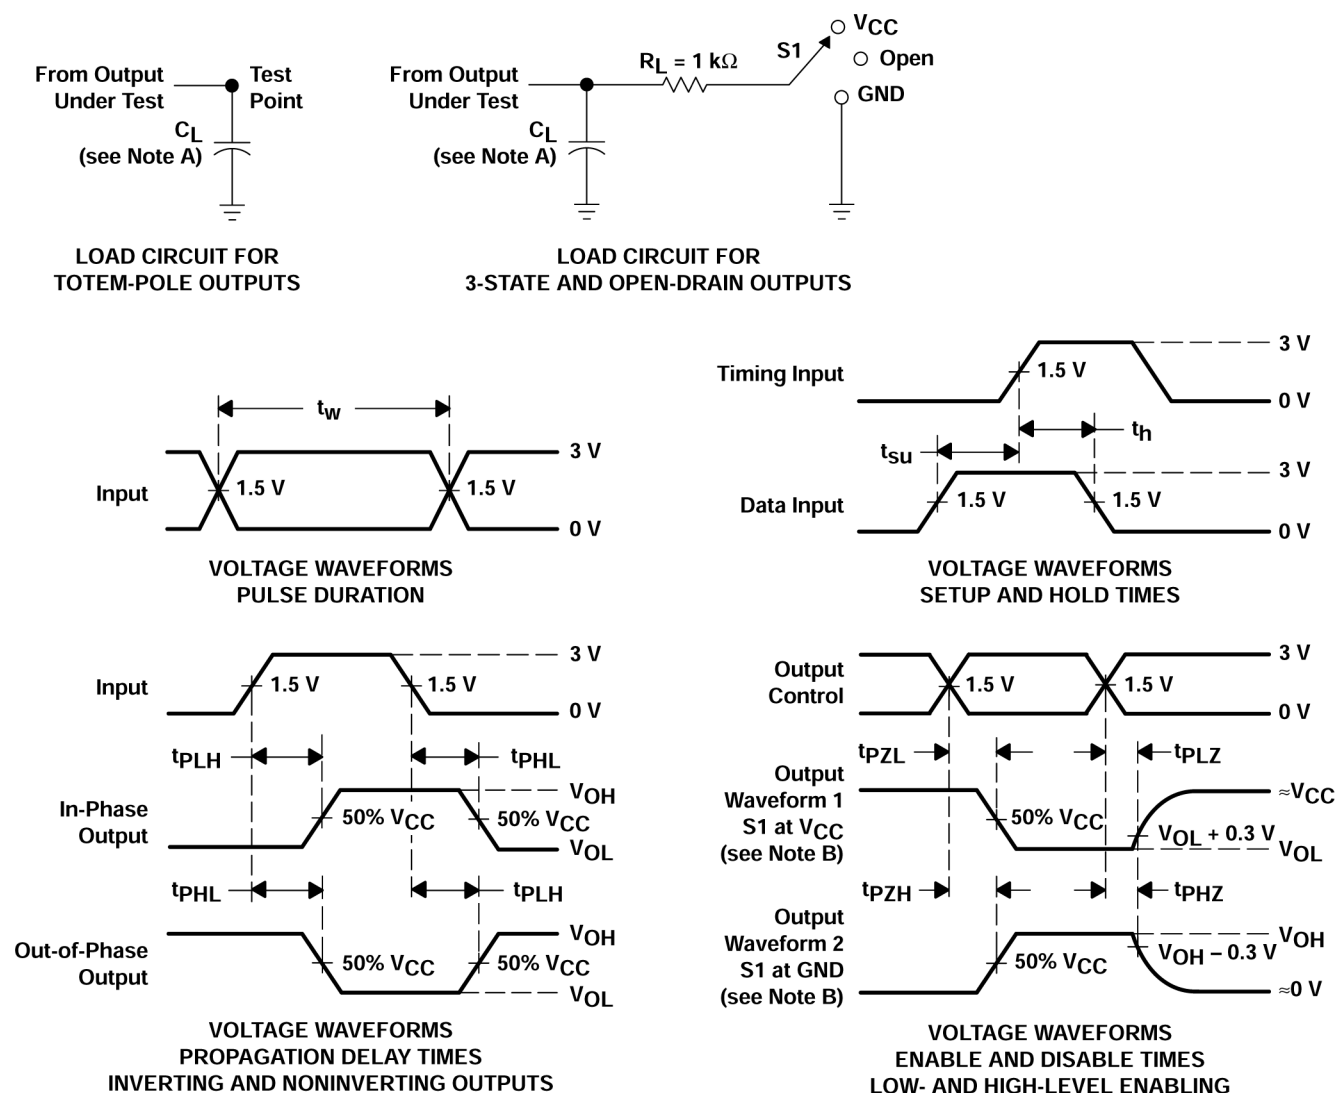 From Output
Under Test
Test
Point
CL
(see Note A)
LOAD CIRCUIT FOR
TOTEM-POLE OUTPUTS
From Output
Under Test
RL = 1 kΩ
S1
VCC
Open
GND
CL
(see Note A)
LOAD CIRCUIT FOR
3-STATE AND OPEN-DRAIN OUTPUTS
tw
Input
1.5 V
1.5 V
3 V
0 V
VOLTAGE WAVEFORMS
PULSE DURATION
Timing Input
1.5 V
3 V
0 V
th
tsu
Data Input
1.5 V
1.5 V
3 V
0 V
VOLTAGE WAVEFORMS
SETUP AND HOLD TIMES
Input
1.5 V
1.5 V
3 V
0 V
tPLH
tPHL
In-Phase
Output
50% VCC
50% VCC
VOH
VOL
tPHL
tPLH
Out-of-Phase
Output
50% VCC
50% VCC
VOH
VOL
VOLTAGE WAVEFORMS
PROPAGATION DELAY TIMES
INVERTING AND NONINVERTING OUTPUTS
Output
Control
1.5 V
1.5 V
3 V
0 V
tPZL
tPLZ
Output
Waveform 1
S1 at VCC
(see Note B)
50% VCC
VOL + 0.3 V
≈VCC
VOL
tPZH
tPHZ
Output
Waveform 2
S1 at GND
(see Note B)
50% VCC
VOH − 0.3 V
VOH
≈0 V
VOLTAGE WAVEFORMS
ENABLE AND DISABLE TIMES
LOW- AND HIGH-LEVEL ENABLING